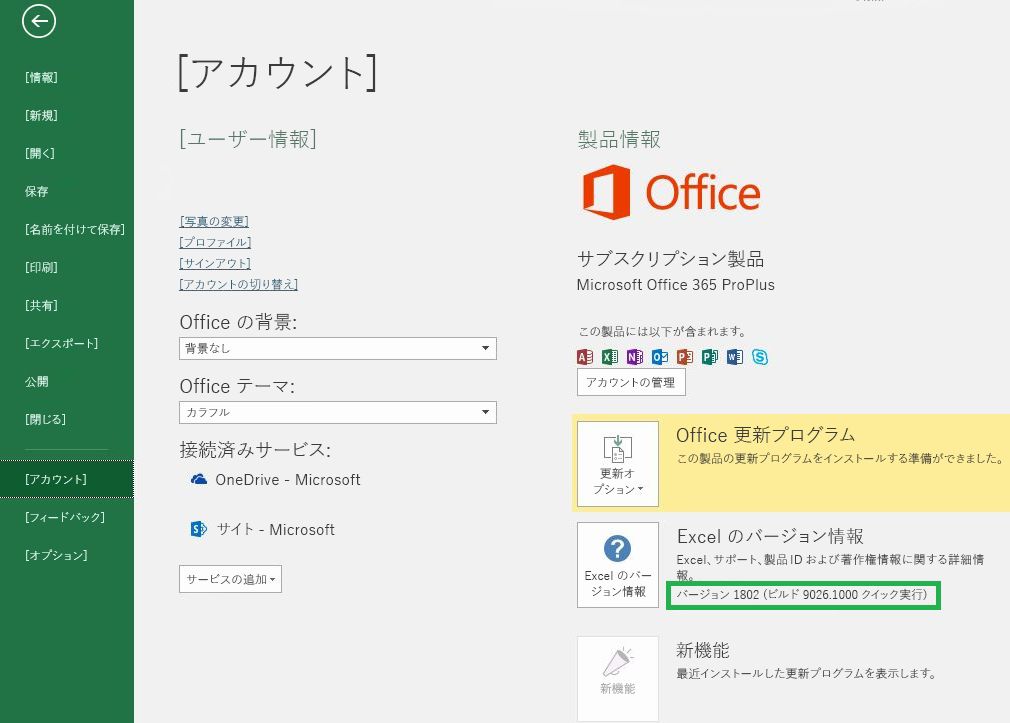 [情報]
[新規]
[開く]
保存
[名前を付けて保存]
[印刷]
[共有]
[エクスポート]
公開
[閉じる]
[アカウント]
[フィードバック]
[オプション]
[アカウント]
[ユーザー情報]
[写真の変更]
[プロファイル]
[サインアウト]
[アカウントの切り替え]
Office の背景:
背景なし
Office テーマ:
カラフル
接続済みサービス:
OneDrive - Microsoft
サイト - Microsoft
サービスの追加
製品情報
Office
サブスクリプション製品
Microsoft Office 365 ProPlus
この製品には以下が含まれます。
アカウントの管理
更新オ
プション
Office 更新プログラム
この製品の更新プログラムをインストールする準備ができました。
Excel のバー
ジョン情報
Excel のバージョン情報
Excel、サポート、製品 ID および著作権情報に関する詳細情
報。
バージョン 1802 (ビルド 9026.1000 クイック実行)
新機能
新機能
最近インストールした更新プログラムを表示します。